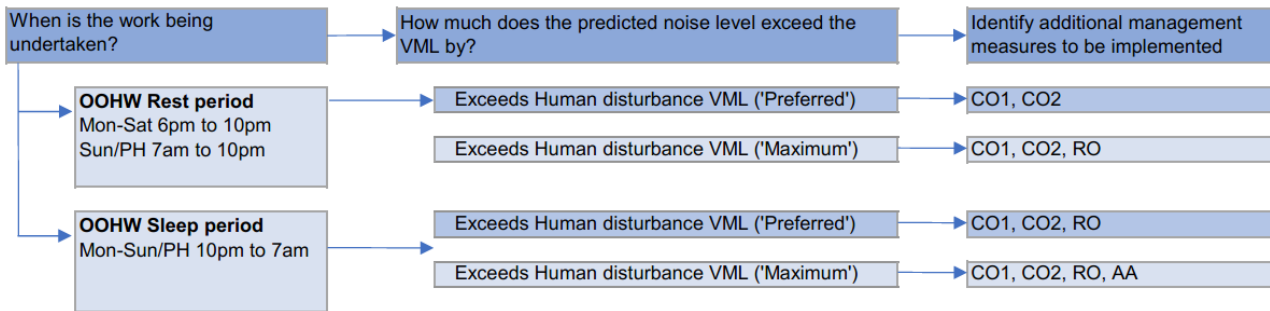 When is the work being
undertaken?
How much does the predicted noise level exceed the
VML by?
Identify additional management
measures to be implemented
OOHW Rest period
Mon-Sat 6pm to 10pm
Sun/PH 7am to 10pm
Exceeds Human disturbance VML ('Preferred')
CO1, CO2
Exceeds Human disturbance VML ('Maximum')
CO1, CO2, RO
OOHW Sleep period
Mon-Sun/PH 10pm to 7am
Exceeds Human disturbance VML ('Preferred')
CO1, CO2, RO
Exceeds Human disturbance VML ('Maximum')
CO1, CO2, RO, AA